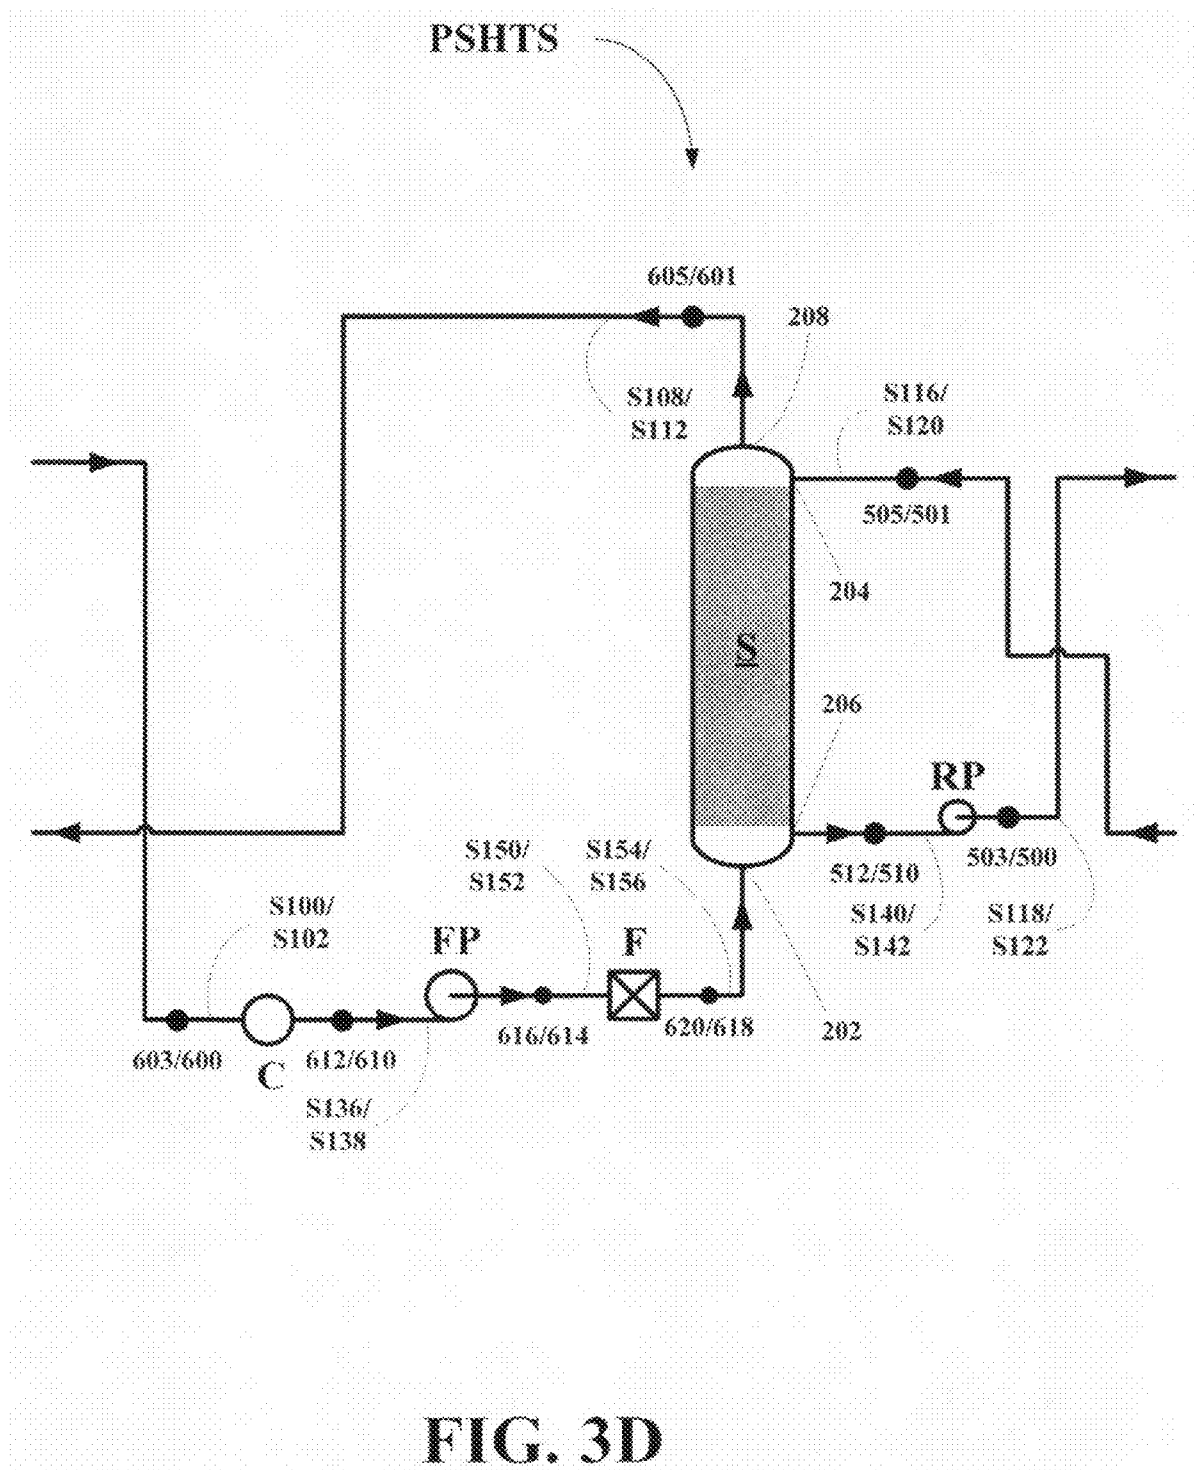 PSHTS
605/601
208
S108/
S112
S116/
S120
505/501
204
S
206
RP
S150/
S152
S154/
S156
512/510
503/500
S100/
S102
FP
F
S140/
S142
S118/
S122
616/614
620/618
202
603/600
C
612/610
S136/
S138
FIG. 3D